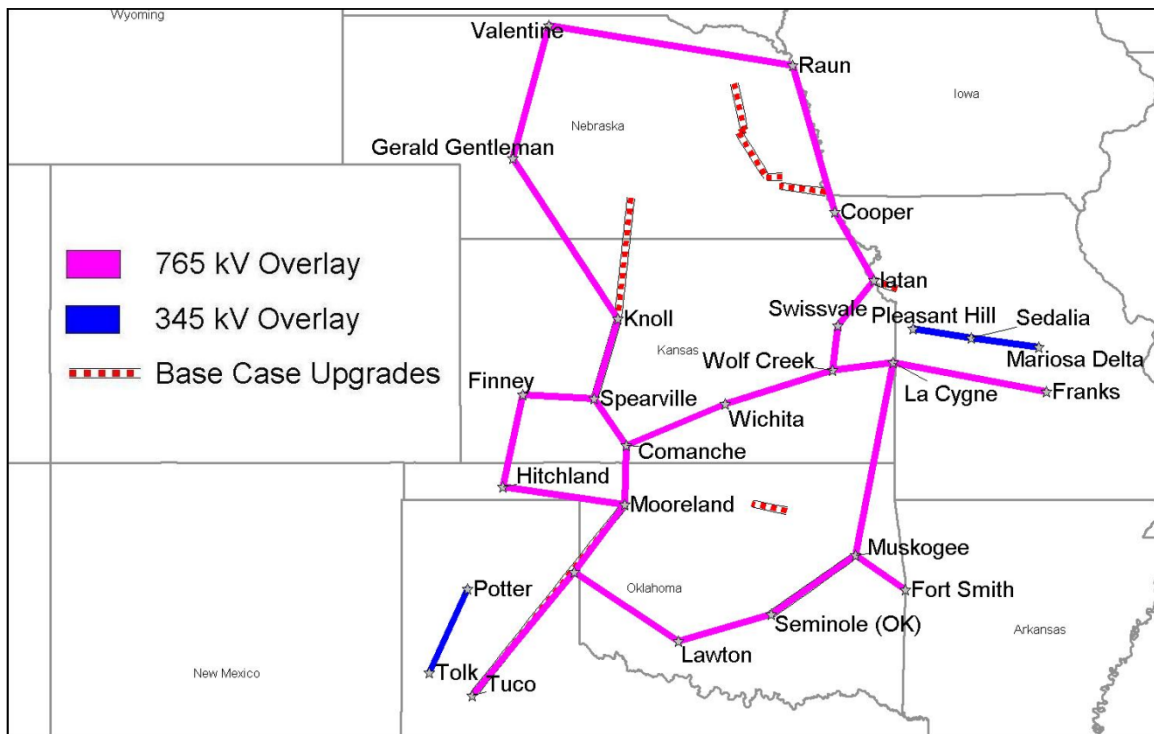 Wyoming
Valentine
Raun
Iowa
Nebraska
Gerald Gentleman
Cooper
765 kV Overlay
345 kV Overlay
Base Case Upgrades
Iatan
Knoll
Swissvale
Pleasant Hill
Sedalia
Kansas
Mariosa Delta
Wolf Creek
Finney
La Cygne
Franks
Spearville
Wichita
Comanche
Hitchland
Mooreland
Muskogee
Potter
Oklahoma
Fort Smith
Seminole (OK)
Arkansas
Lawton
New Mexico
Tolk
Tuco